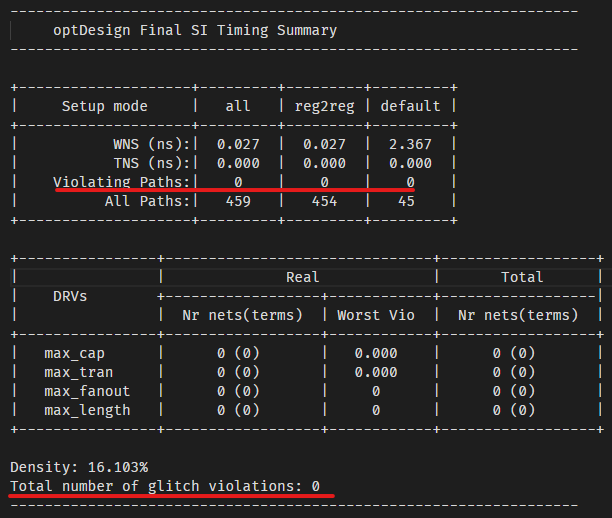 --------------------------------------------------------------------
     optDesign Final SI Timing Summary
--------------------------------------------------------------------

+--------------------+---------+---------+---------+
|     Setup mode     |   all   | reg2reg | default |
+--------------------+---------+---------+---------+
|           WNS (ns):|  0.027  |  0.027  |  2.367  |
|           TNS (ns):|  0.000  |  0.000  |  0.000  |
|    Violating Paths:|    0    |    0    |    0    |
|          All Paths:|   459   |   454   |   45    |
+--------------------+---------+---------+---------+

+----------------+-------------------------------+------------------+
|                |              Real             |       Total      |
|    DRVs        +------------------+------------+------------------|
|                |  Nr nets(terms)  | Worst Vio  |  Nr nets(terms)  |
+----------------+------------------+------------+------------------+
|   max_cap      |      0 (0)       |   0.000    |      0 (0)       |
|   max_tran     |      0 (0)       |   0.000    |      0 (0)       |
|   max_fanout   |      0 (0)       |     0      |      0 (0)       |
|   max_length   |      0 (0)       |     0      |      0 (0)       |
+----------------+------------------+------------+------------------+

Density: 16.103%
Total number of glitch violations: 0
--------------------------------------------------------------------